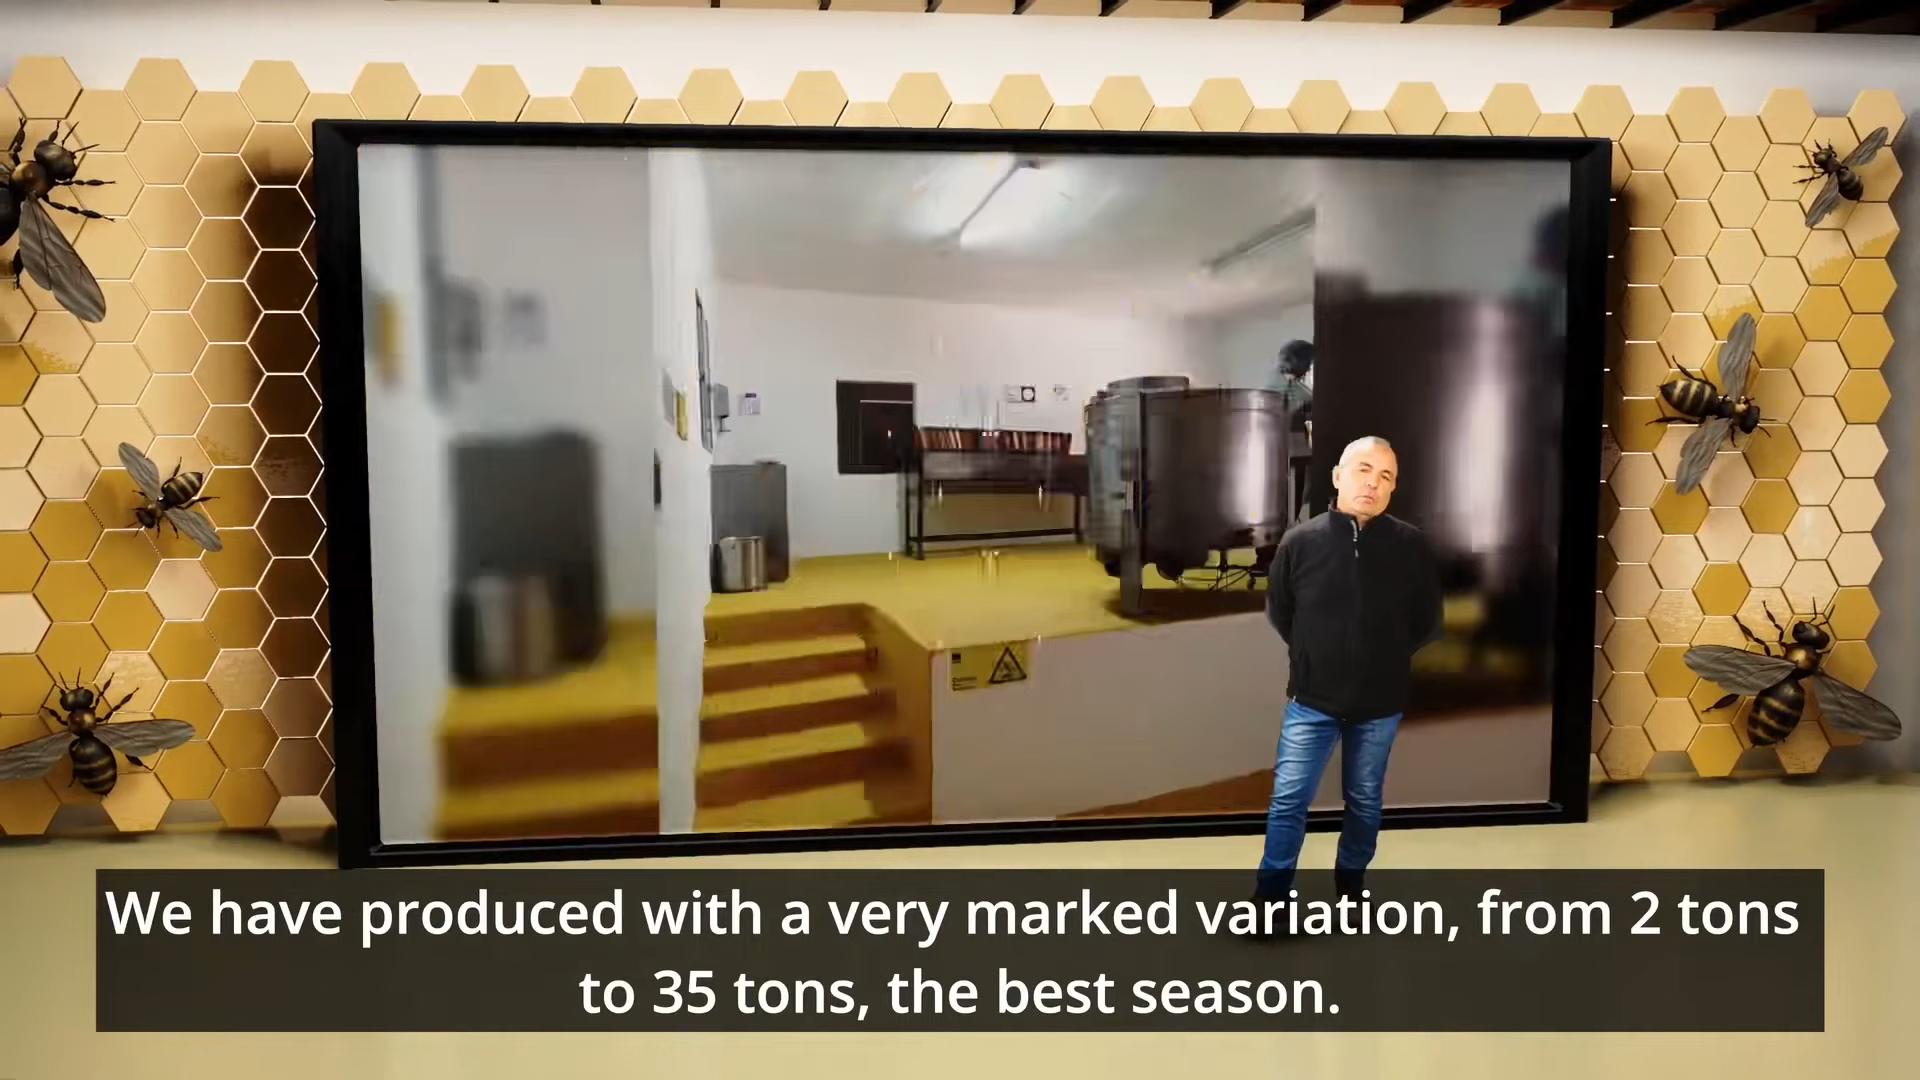 We have produced with a very marked variation, from 2 tons
to 35 tons, the best season.